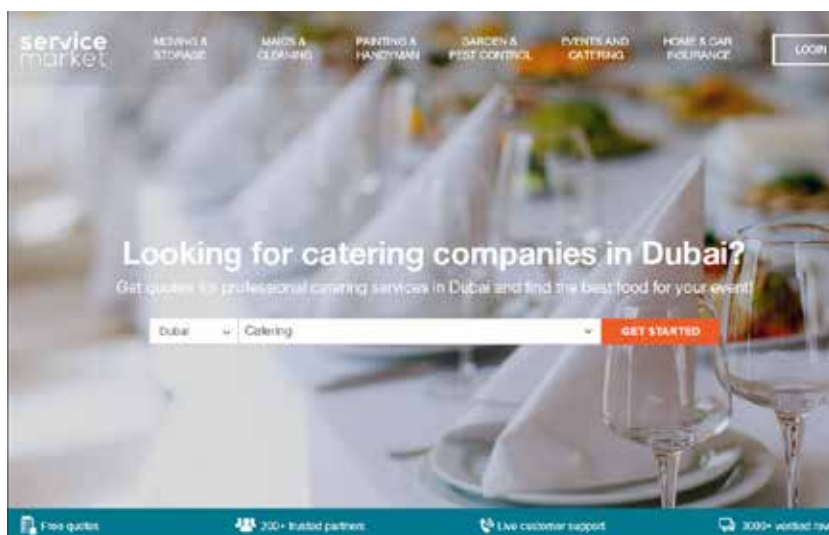 service
market
MOVING &
STORAGE
MAIDS &
CLEANING
PAINTING &
HANDYMAN
GARDEN &
PEST CONTROL
EVENTS AND
CATERING
HOME & CAR
INSURANCE
LOGIN
Looking for catering companies in Dubai?
Get quotes for professional catering services in Dubai and find the best food for your event!
Dubai
Catering
GET STARTED
Free quotes
200+ trusted partners
Live customer support
3000+ verified